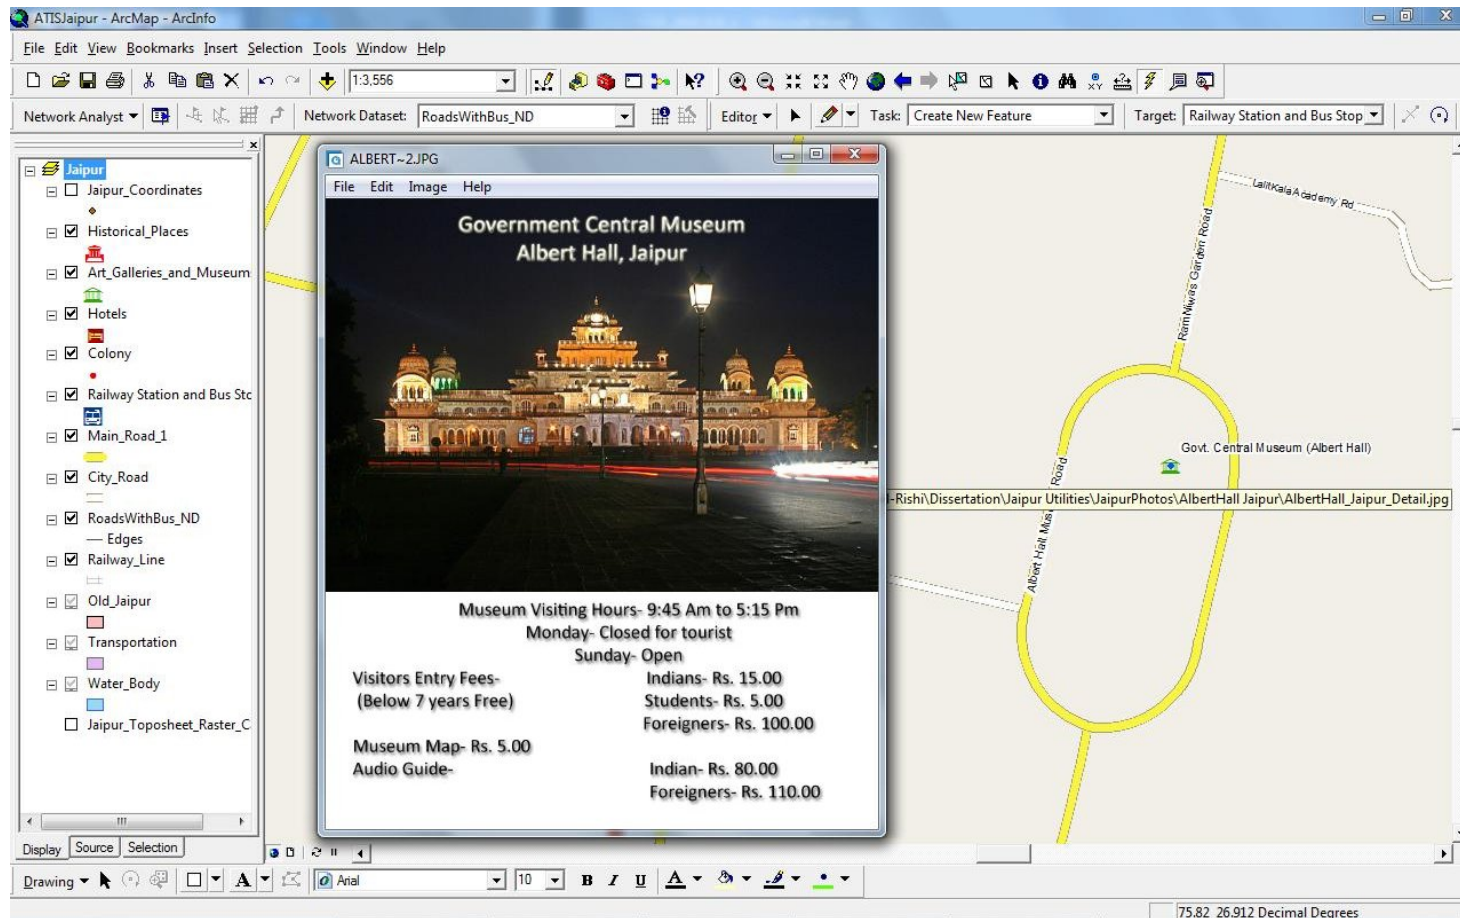 ATISJaipur - ArcMap - ArcInfo
File Edit View Bookmarks Insert Selection Tools Window Help
1:3,556
Network Analyst Network Dataset: RoadsWithBus_ND Editor Task: Create New Feature Target: Railway Station and Bus Stop
Jaipur
Jaipur_Coordinates
Historical_Places
Art_Galleries_and_Museum
Hotels
Colony
Railway Station and Bus Stc
Main_Road_1
City_Road
RoadsWithBus_ND
Edges
Railway_Line
Old_Jaipur
Transportation
Water_Body
Jaipur_Toposheet_Raster_C
Display Source Selection
ALBERT~2.JPG
File Edit Image Help
Government Central Museum
Albert Hall, Jaipur
Museum Visiting Hours- 9:45 Am to 5:15 Pm
Monday- Closed for tourist
Sunday- Open
Visitors Entry Fees- Indians- Rs. 15.00
(Below 7 years Free) Students- Rs. 5.00
Foreigners- Rs. 100.00
Museum Map- Rs. 5.00
Audio Guide- Indian- Rs. 80.00
Foreigners- Rs. 110.00
LalitKalaAcademy Rd
RamNiwas Garden Road
Govt. Central Museum (Albert Hall)
l-Rishi\Dissertation\Jaipur Utilities\JaipurPhotos\AlbertHall Jaipur\AlbertHall_Jaipur_Detail.jpg
Albert Hall Mus Road
Drawing A Arial 10 B I U A
75.82 26.912 Decimal Degrees